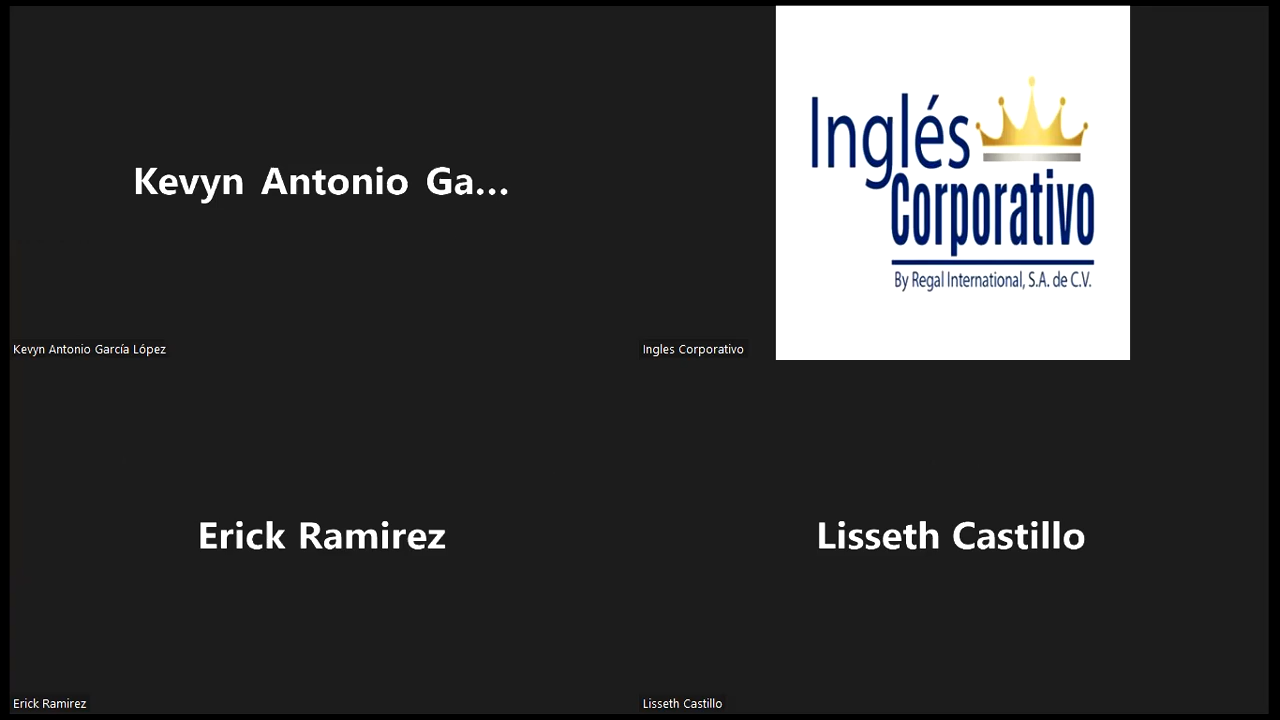 Kevyn Antonio Ga...
Kevyn Antonio García López
Inglés
Corporativo
By Regal International, S.A. de C.V.
Ingles Corporativo
Erick Ramirez
Erick Ramirez
Lisseth Castillo
Lisseth Castillo